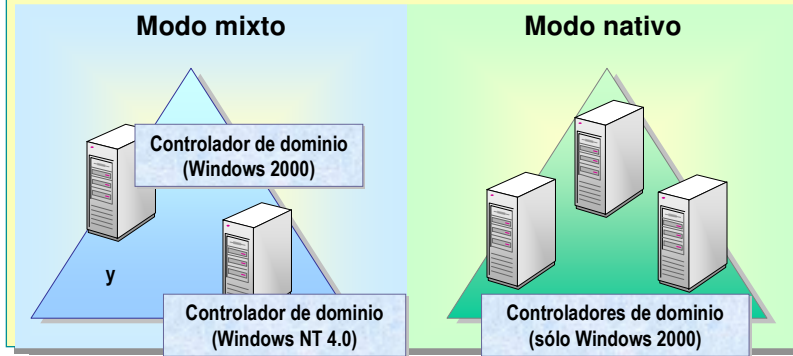 Modo mixto
Controlador de dominio
(Windows 2000)
y
Controlador de dominio
(Windows NT 4.0)
Modo nativo
Controladores de dominio
(sólo Windows 2000)